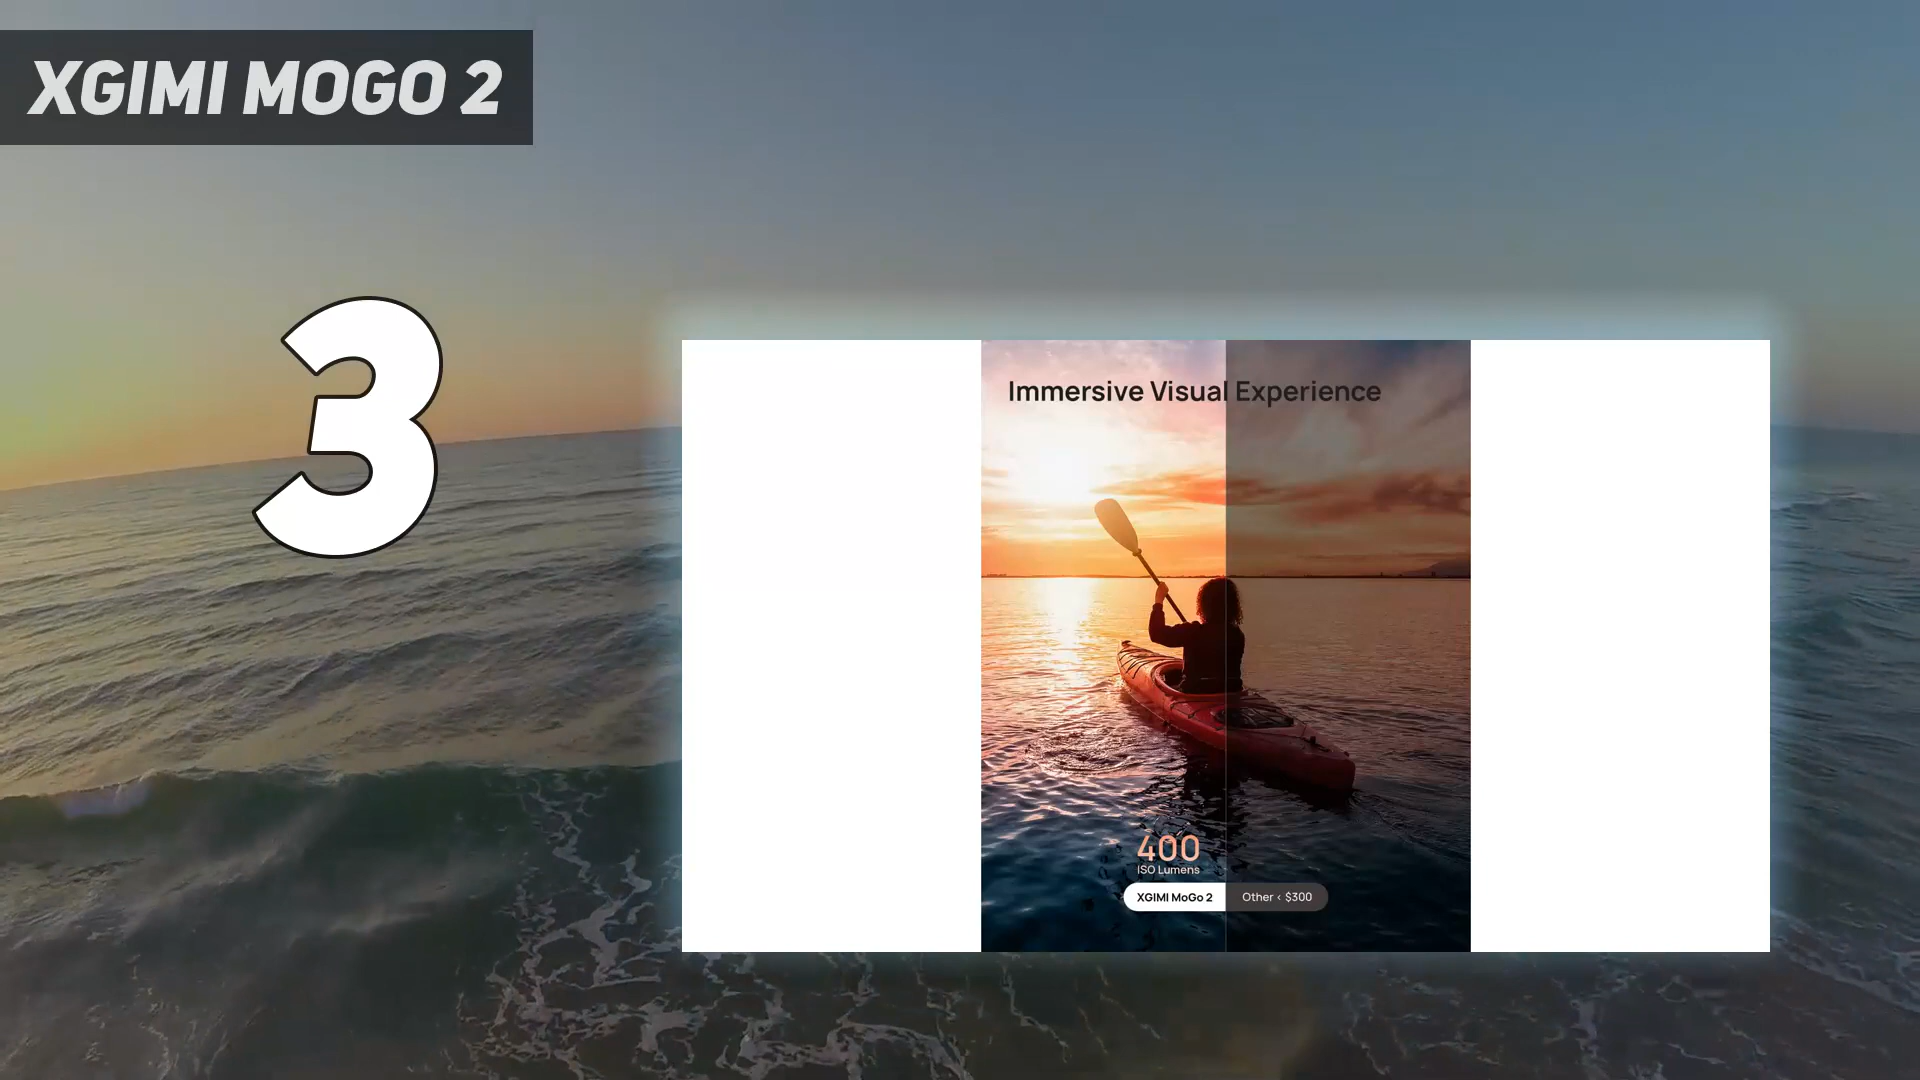 XGIMI MOGO 2
3
Immersive Visual Experience
400
ISO Lumens
XGIMI MoGo 2
Other < $300